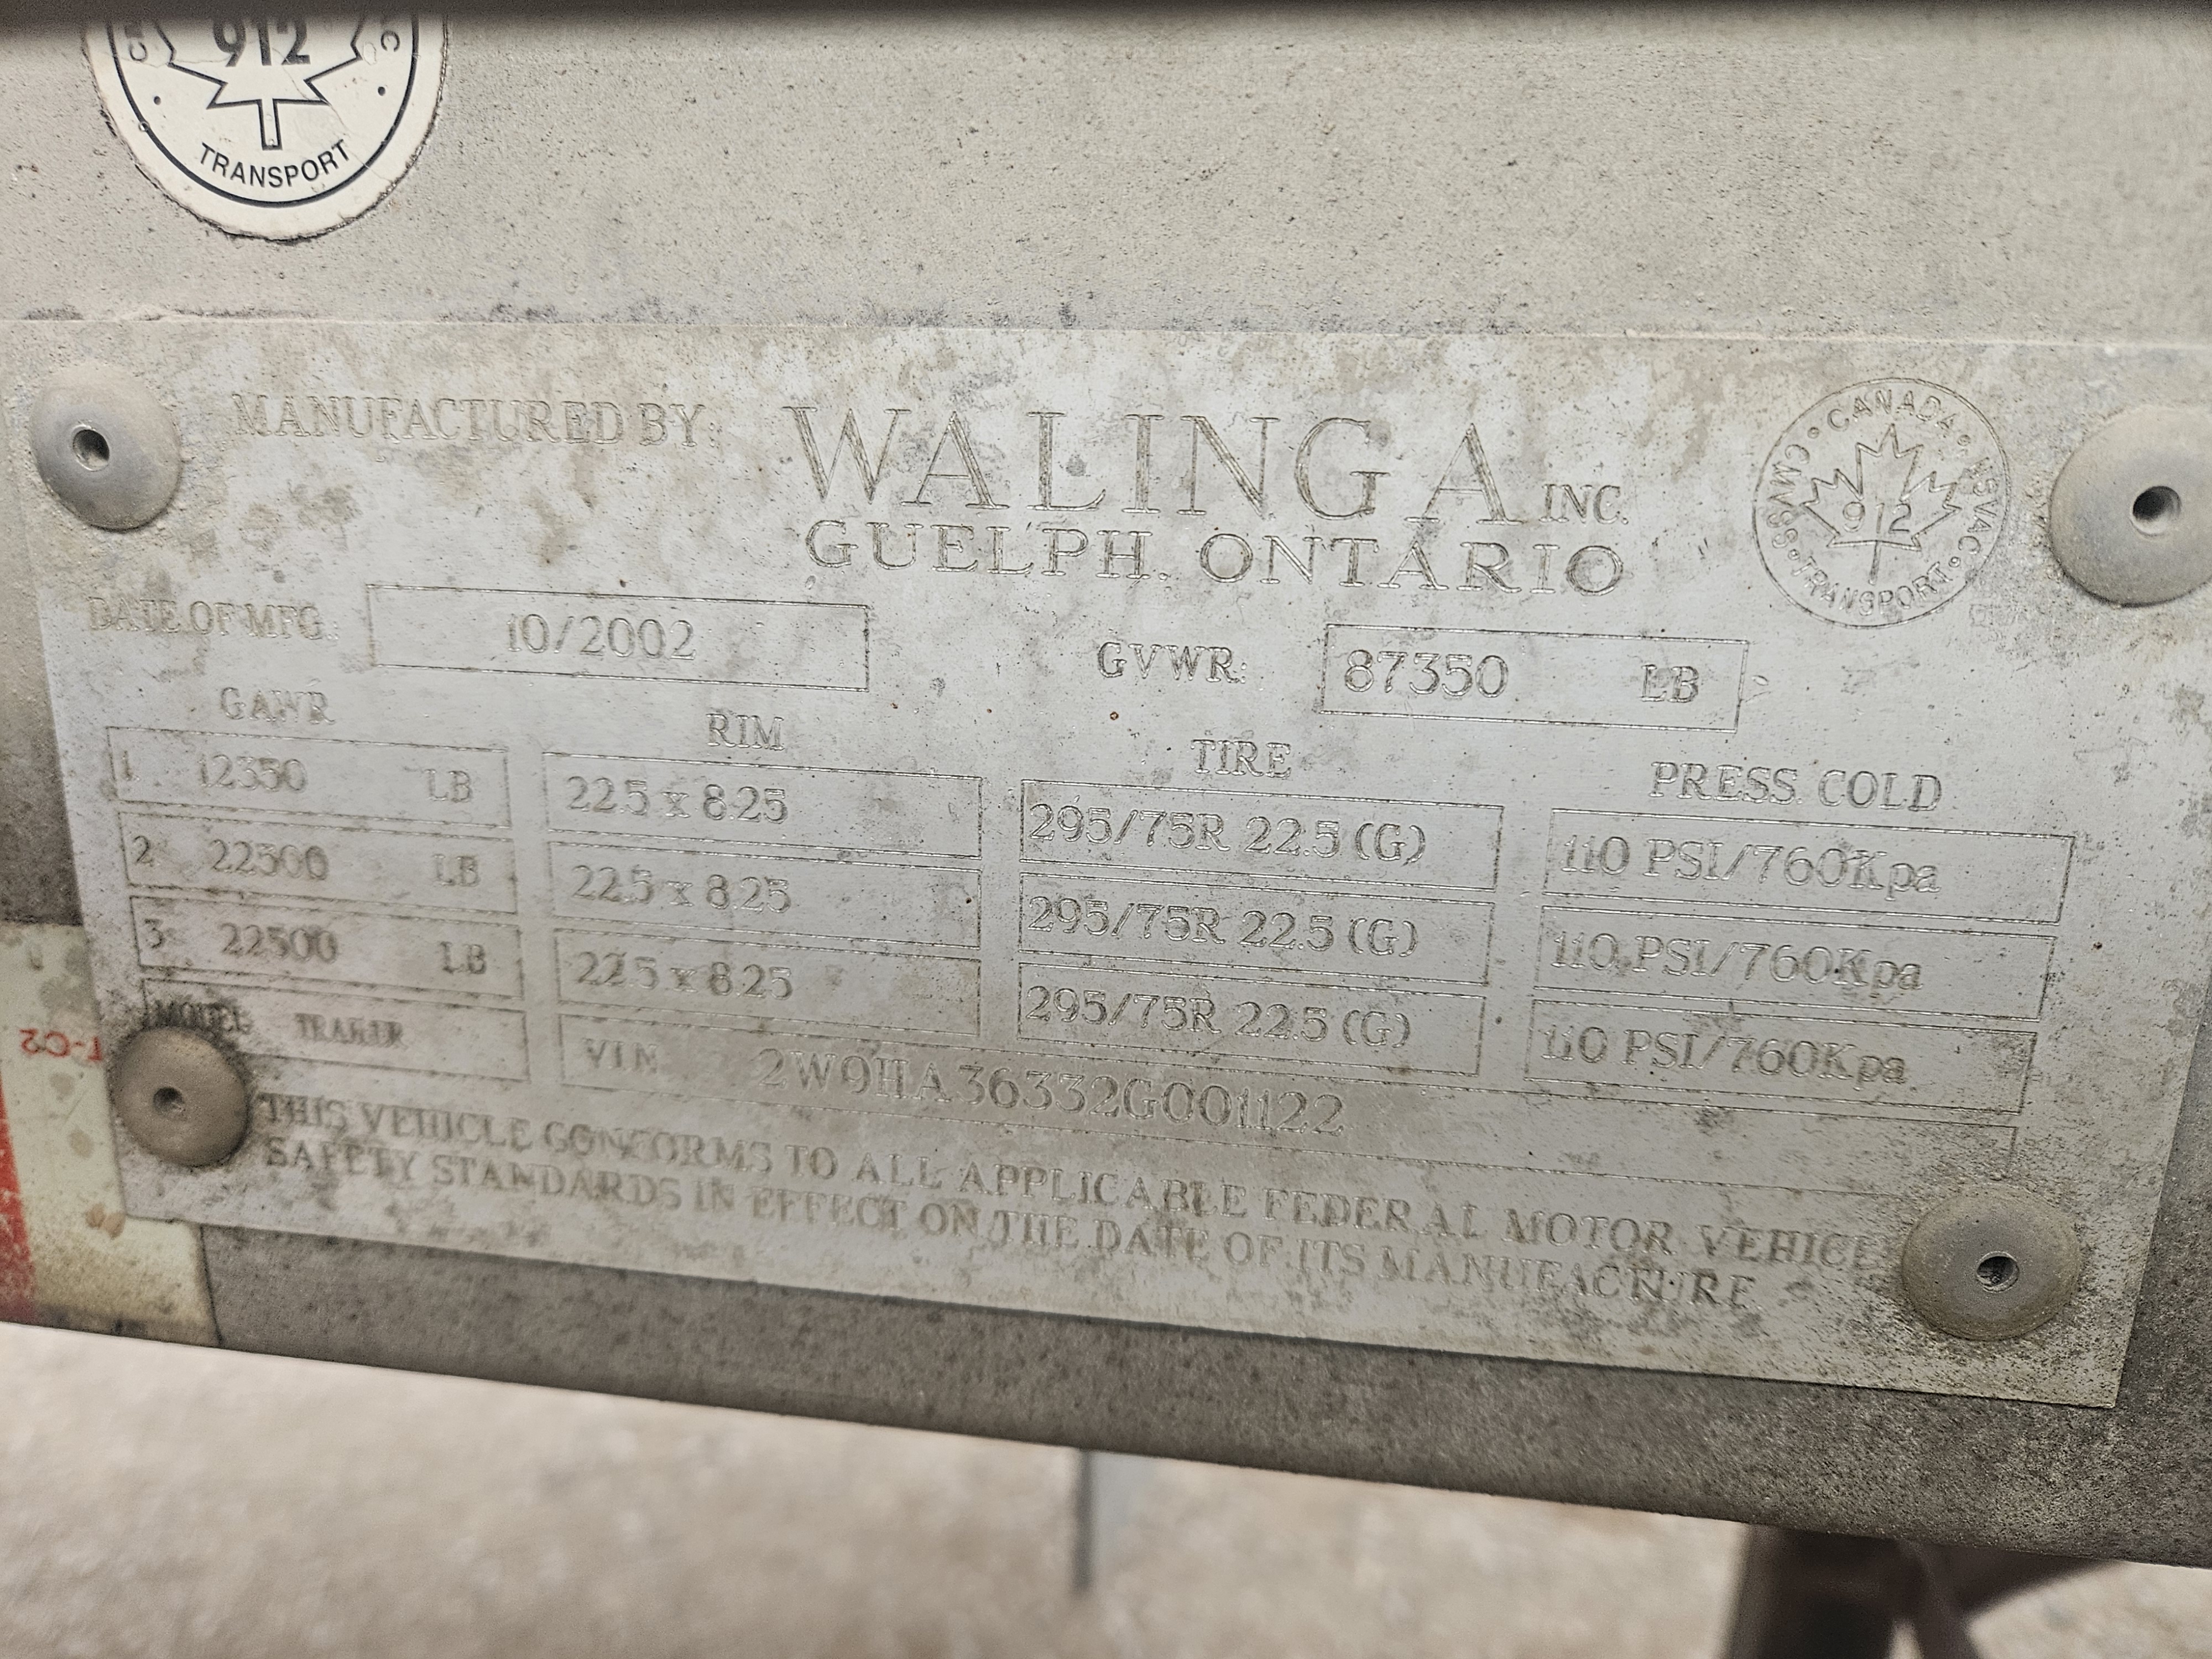 912
TRANSPORT
MANUFACTURED BY: WALINGA INC.
GUELPH, ONTARIO
CANADA • MSVAC • TRANSPORT • CMVSS •
912
DATE OF MFG.: 10/2002 GVWR: 87350 LB
GAWR RIM TIRE PRESS. COLD
1 12350 LB 22.5 x 8.25 295/75R 22.5 (G) 110 PSI/760Kpa
2 22500 LB 22.5 x 8.25 295/75R 22.5 (G) 110 PSI/760Kpa
3 22500 LB 22.5 x 8.25 295/75R 22.5 (G) 110 PSI/760Kpa
MODEL TRAILER VIN 2W9HA36332G001122
THIS VEHICLE CONFORMS TO ALL APPLICABLE FEDERAL MOTOR VEHICLE
SAFETY STANDARDS IN EFFECT ON THE DATE OF ITS MANUFACTURE